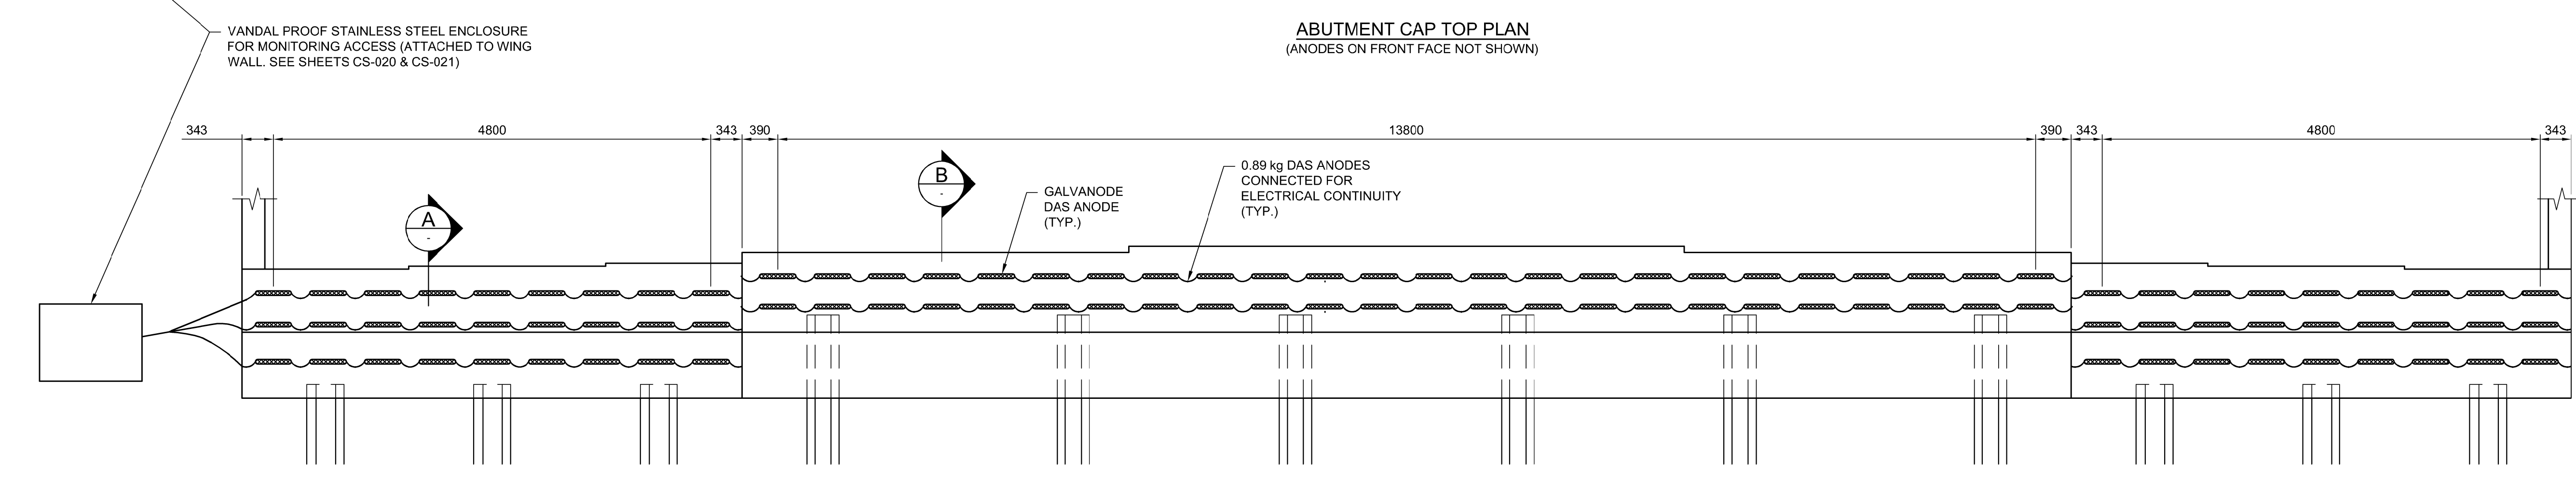 VANDAL PROOF STAINLESS STEEL ENCLOSURE
FOR MONITORING ACCESS (ATTACHED TO WING
WALL. SEE SHEETS CS-020 & CS-021)
ABUTMENT CAP TOP PLAN
(ANODES ON FRONT FACE NOT SHOWN)
343
4800
343
390
13800
390
343
4800
343
A
-
B
-
GALVANODE
DAS ANODE
(TYP.)
0.89 kg DAS ANODES
CONNECTED FOR
ELECTRICAL CONTINUITY
(TYP.)